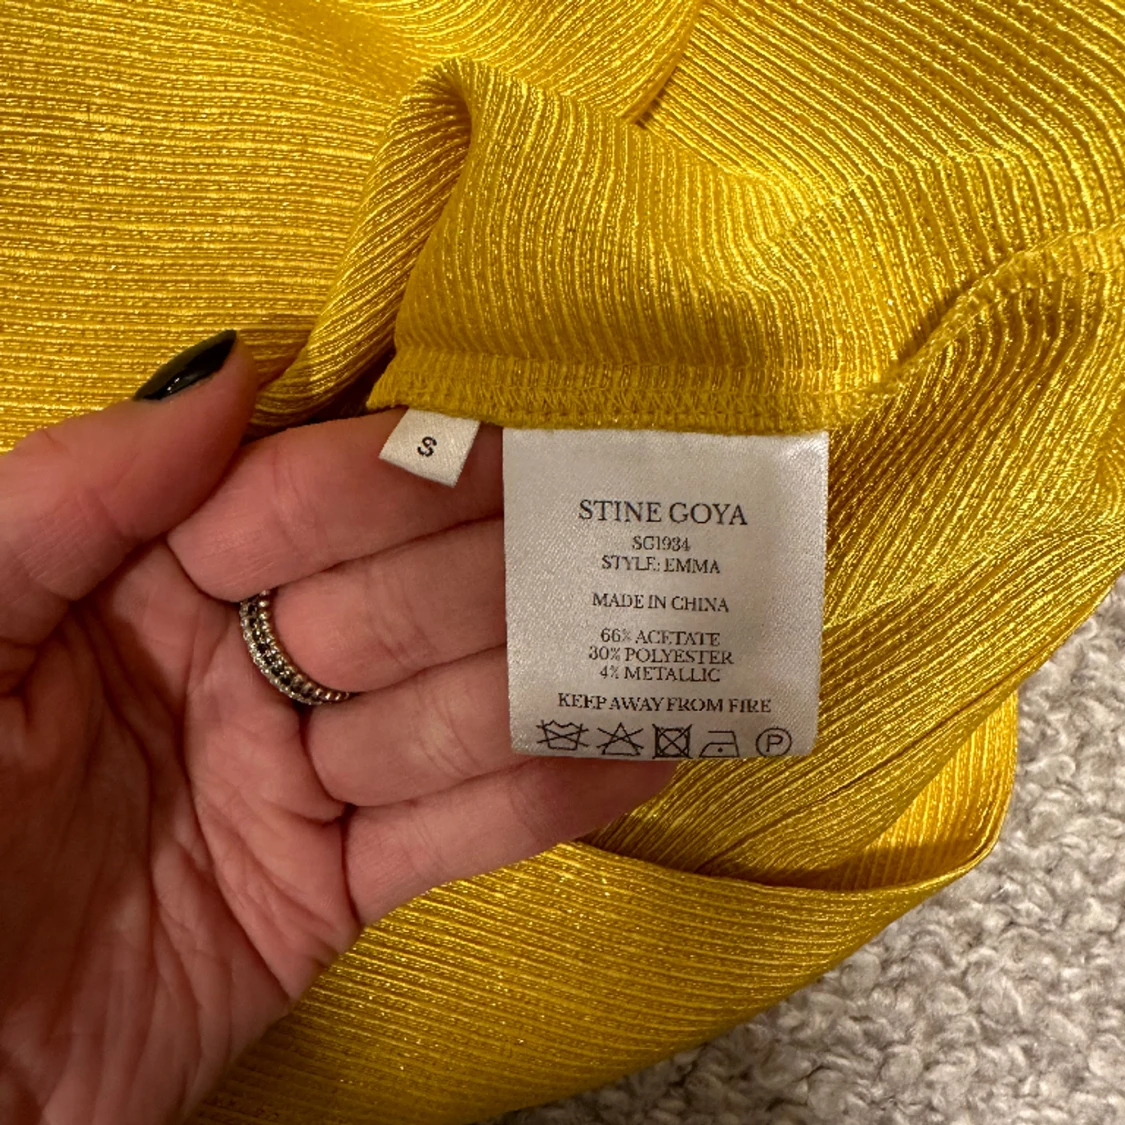 S
STINE GOYA
SG1934
STYLE: EMMA
MADE IN CHINA
66% ACETATE
30% POLYESTER
4% METALLIC
KEEP AWAY FROM FIRE
P